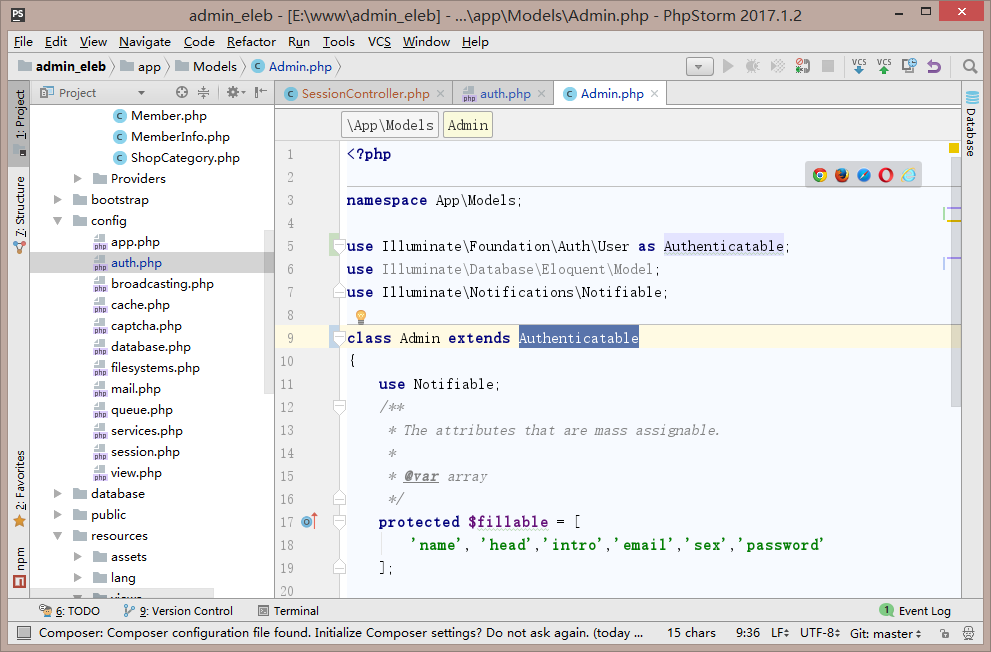 admin_eleb - [E:\www\admin_eleb] - ...\app\Models\Admin.php - PhpStorm 2017.1.2
File Edit View Navigate Code Refactor Run Tools VCS Window Help
admin_eleb app Models Admin.php
VCS VCS
Project
SessionController.php auth.php Admin.php
1: Project
7: Structure
2: Favorites
npm
Member.php
MemberInfo.php
ShopCategory.php
Providers
bootstrap
config
app.php
auth.php
broadcasting.php
cache.php
captcha.php
database.php
filesystems.php
mail.php
queue.php
services.php
session.php
view.php
database
public
resources
assets
lang
views
\App\Models Admin
1 <?php
2
3 namespace App\Models;
4
5 use Illuminate\Foundation\Auth\User as Authenticatable;
6 use Illuminate\Database\Eloquent\Model;
7 use Illuminate\Notifications\Notifiable;
8
9 class Admin extends Authenticatable
10 {
11 use Notifiable;
12 /**
13 * The attributes that are mass assignable.
14 *
15 * @var array
16 */
17 protected $fillable = [
18 'name', 'head','intro','email','sex','password'
19 ];
20
Database
6: TODO 9: Version Control Terminal 1 Event Log
Composer: Composer configuration file found. Initialize Composer settings? Do not ask again. (today ... 15 chars 9:36 LF UTF-8 Git: master